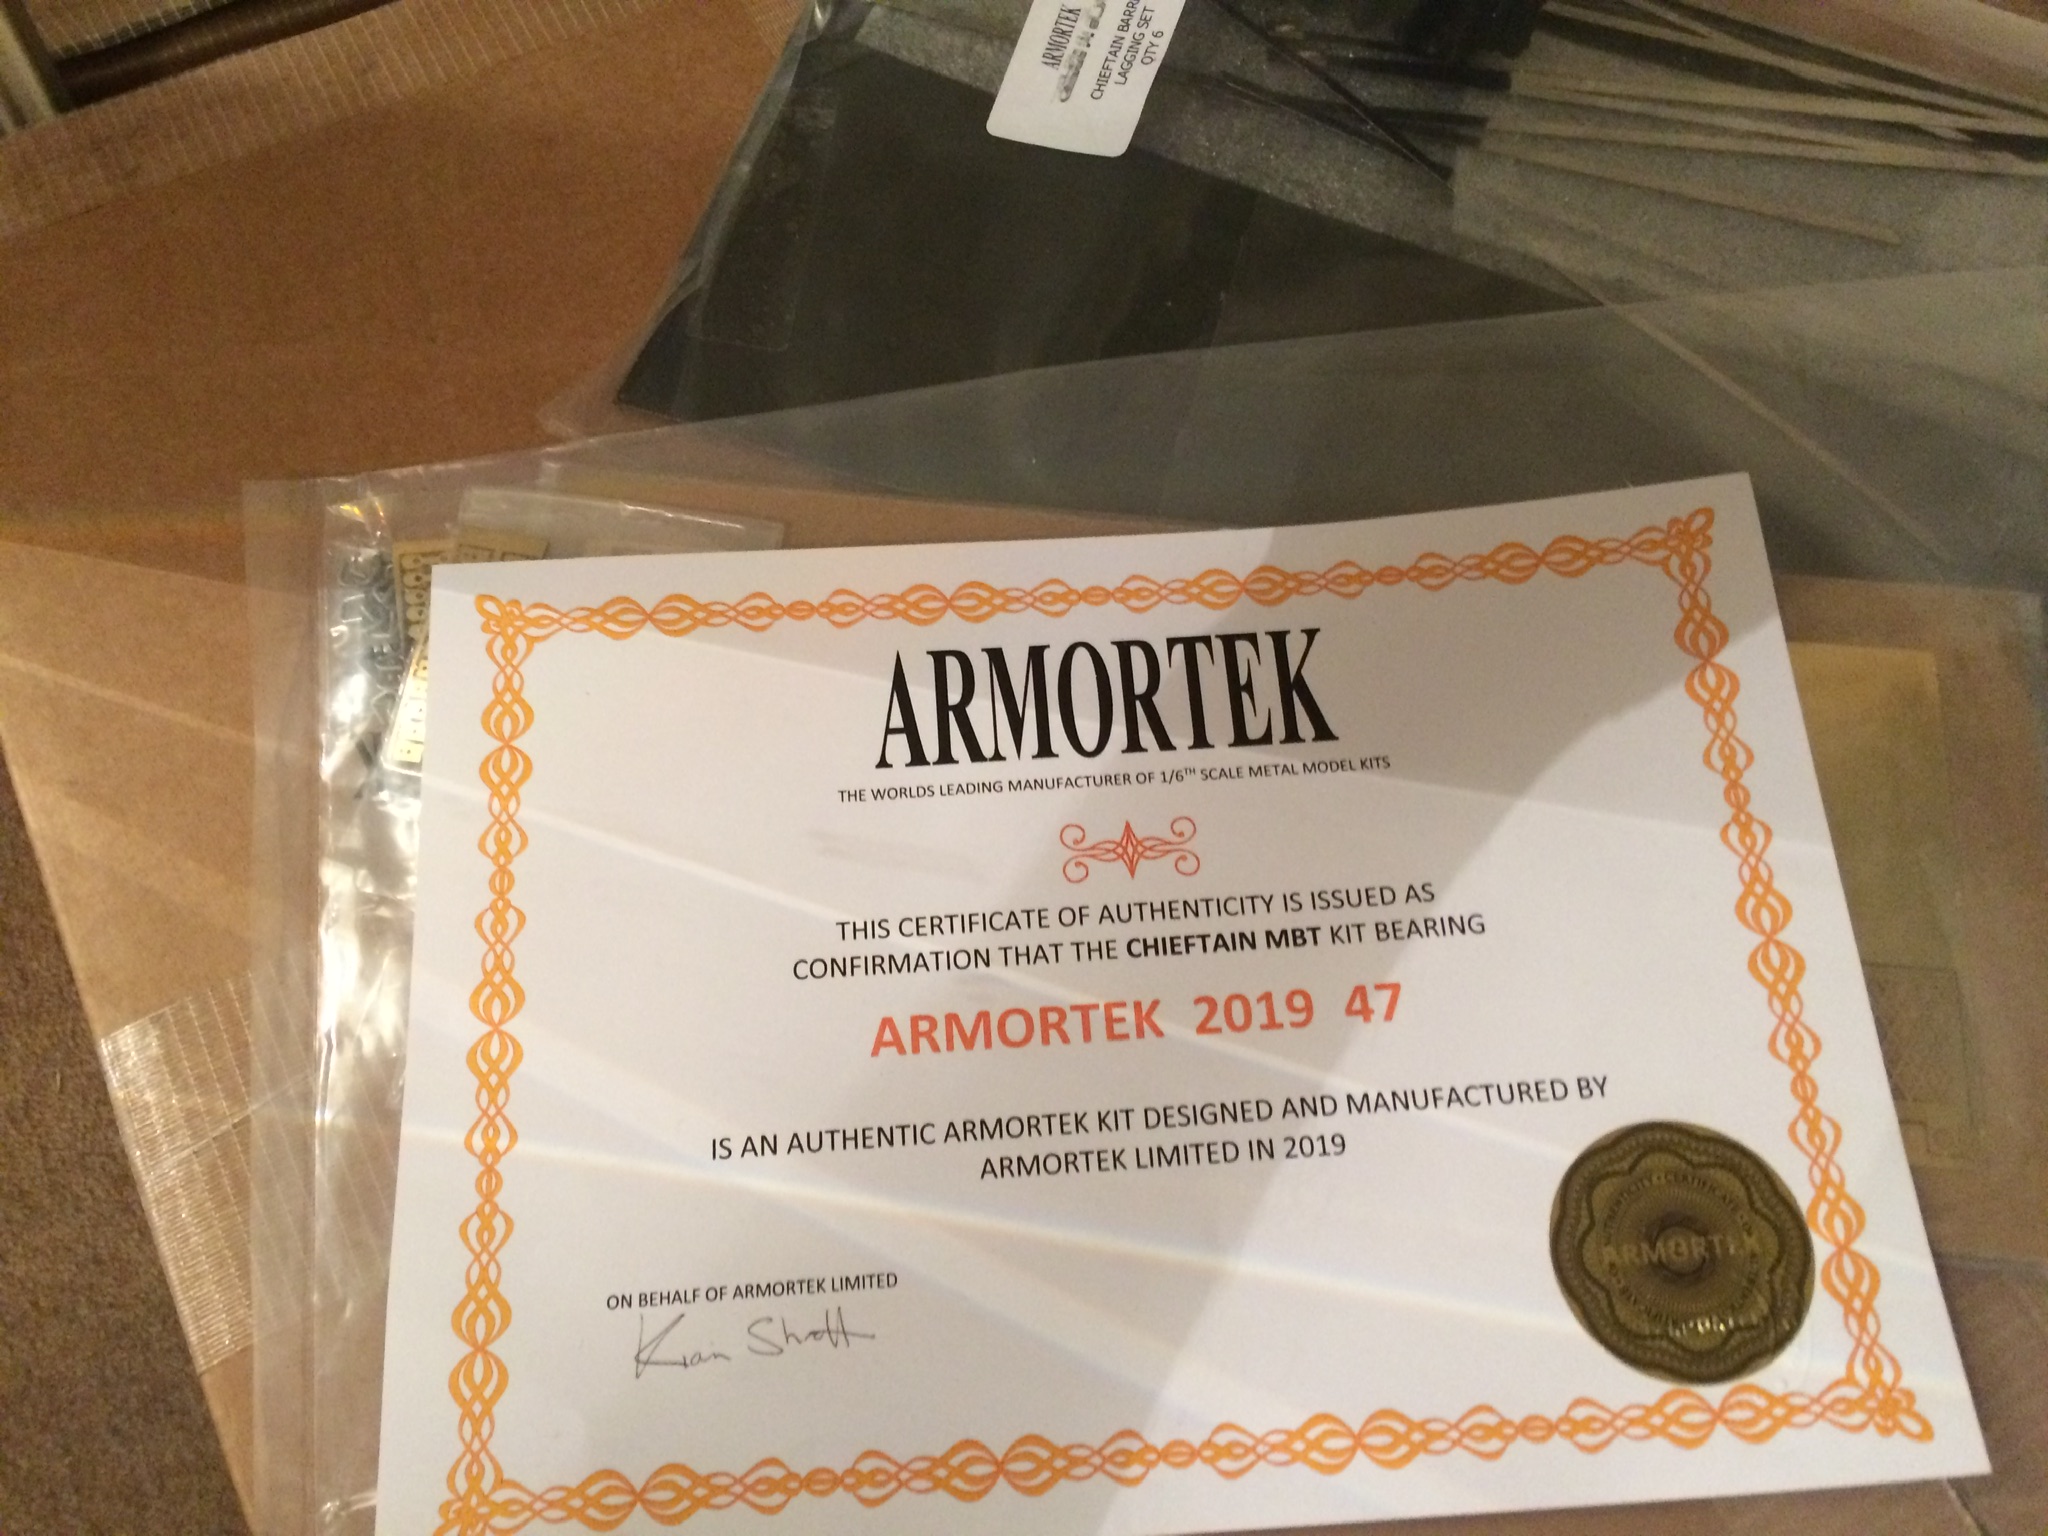 ARMORTEK
CHIEFTAIN BARR
LAGGING SET
QTY 6
ARMORTEK
THE WORLDS LEADING MANUFACTURER OF 1/6TH SCALE METAL MODEL KITS
THIS CERTIFICATE OF AUTHENTICITY IS ISSUED AS
CONFIRMATION THAT THE CHIEFTAIN MBT KIT BEARING
ARMORTEK 2019 47
IS AN AUTHENTIC ARMORTEK KIT DESIGNED AND MANUFACTURED BY
ARMORTEK LIMITED IN 2019
ON BEHALF OF ARMORTEK LIMITED
ARMORTEK